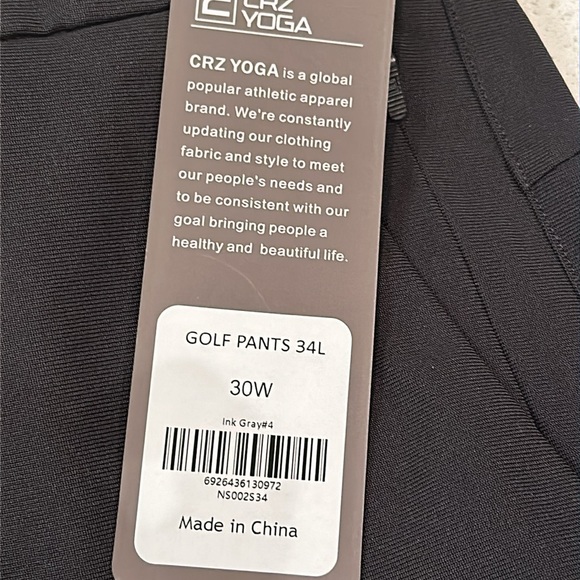 CRZ
YOGA
CRZ YOGA is a global
popular athletic apparel
brand. We're constantly
updating our clothing
fabric and style to meet
our people's needs and
to be consistent with our
goal bringing people a
healthy and beautiful life.
GOLF PANTS 34L
30W
Ink Gray#4
6926436130972
NS002S34
Made in China